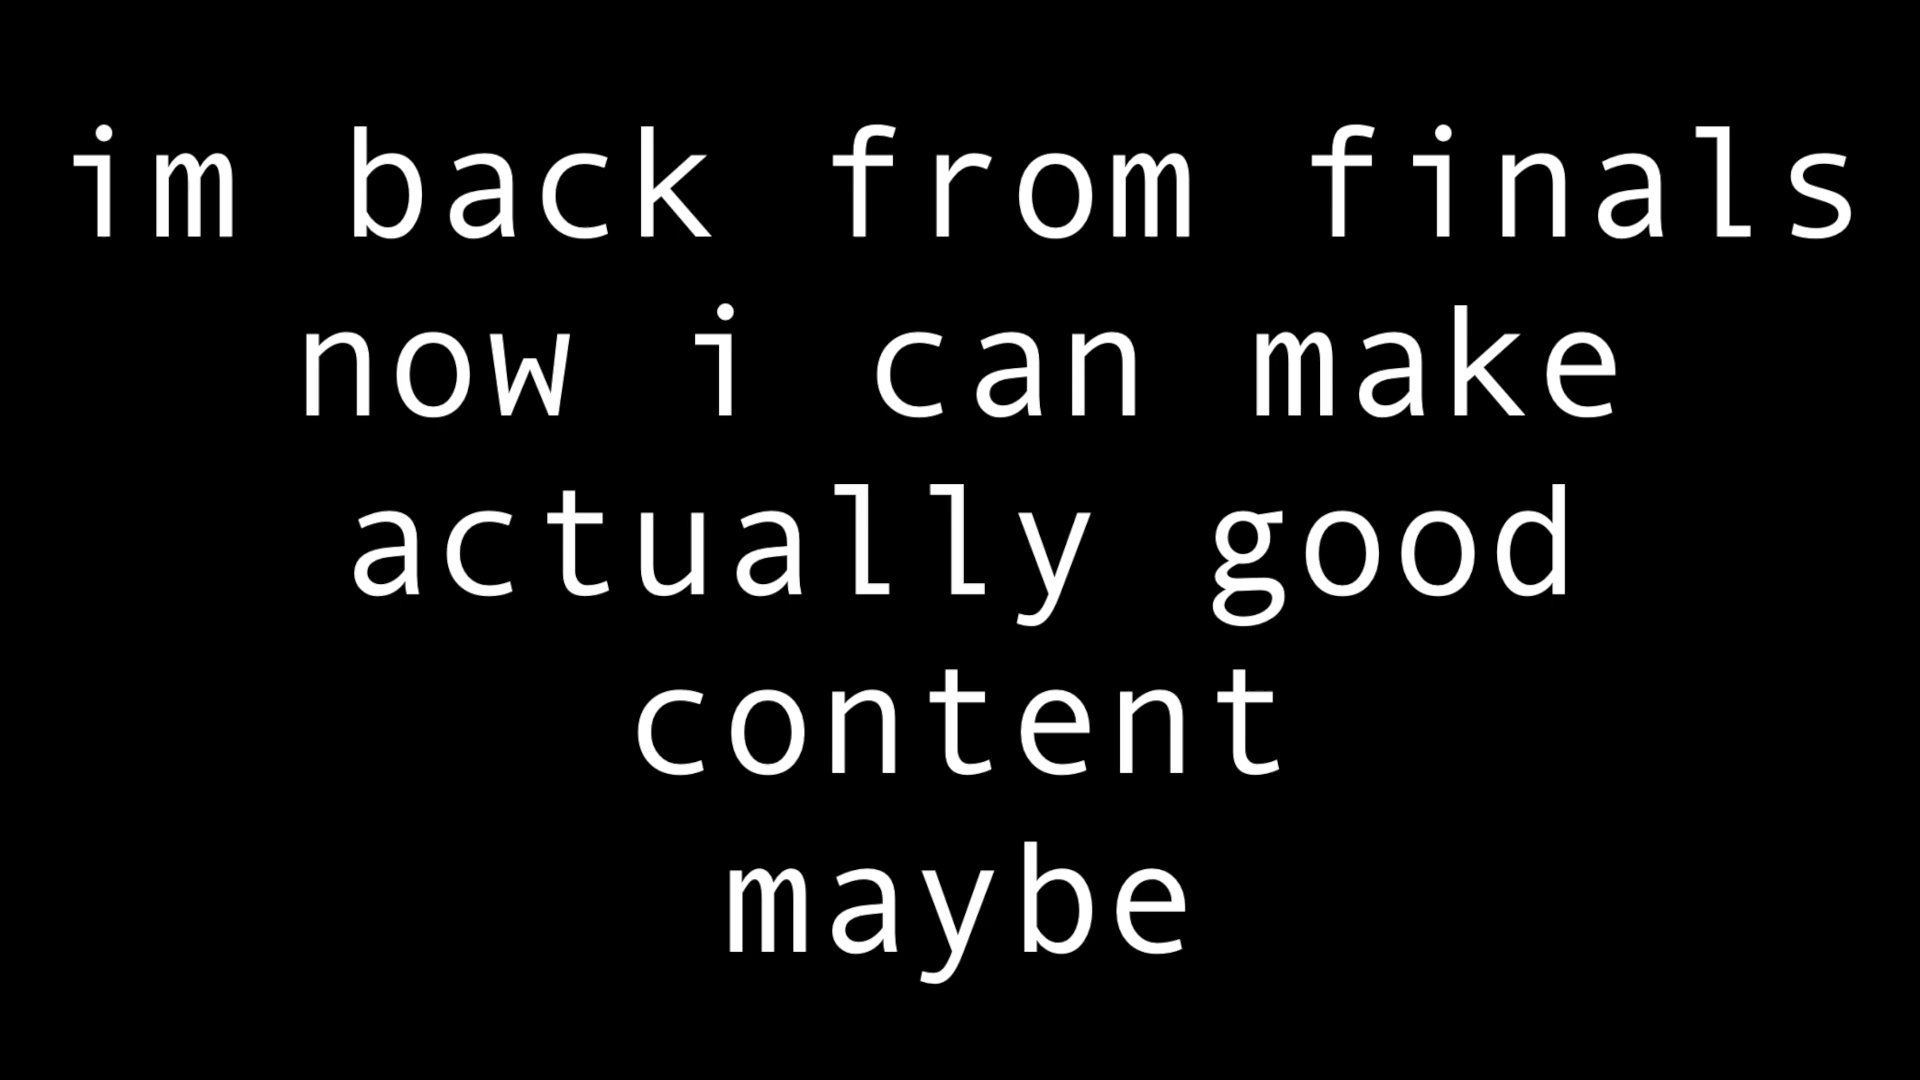 im back from finals
now i can make
actually good
content
maybe